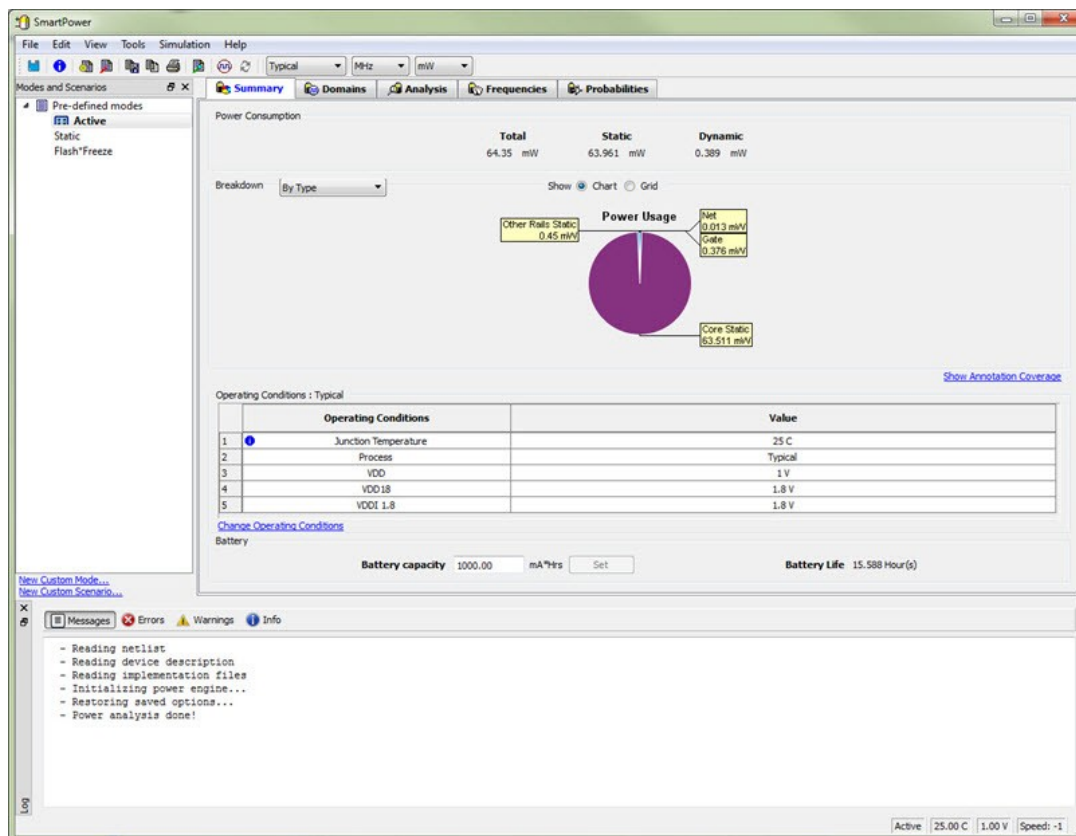 SmartPower
File Edit View Tools Simulation Help
Typical MHz mW
Modes and Scenarios
Pre-defined modes
Active
Static
Flash*Freeze
New Custom Mode...
New Custom Scenario...
Summary Domains Analysis Frequencies Probabilities
Power Consumption
Total Static Dynamic
64.35 mW 63.961 mW 0.389 mW
Breakdown By Type Show Chart Grid
Power Usage
Other Rails Static
0.45 mW
Net
0.013 mW
Gate
0.376 mW
Core Static
63.511 mW
Show Annotation Coverage
Operating Conditions : Typical
Operating Conditions Value
1 Junction Temperature 25 C
2 Process Typical
3 VDD 1 V
4 VDD18 1.8 V
5 VDDI 1.8 1.8 V
Change Operating Conditions
Battery
Battery capacity 1000.00 mA*Hrs Set Battery Life 15.588 Hour(s)
Messages Errors Warnings Info
- Reading netlist
- Reading device description
- Reading implementation files
- Initializing power engine...
- Restoring saved options...
- Power analysis done!
Log
Active 25.00 C 1.00 V Speed: -1